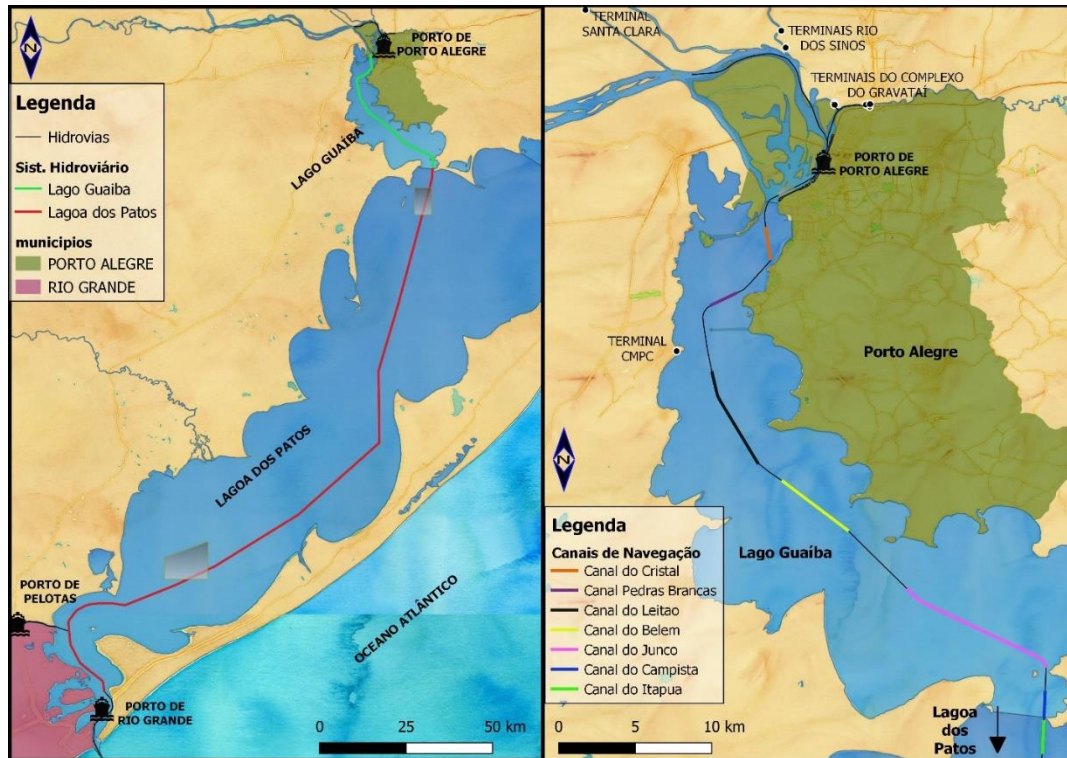 PORTO DE
PORTO ALEGRE
N
Legenda
Hidrovias
Sist. Hidroviário
Lago Guaiba
Lagoa dos Patos
municipios
PORTO ALEGRE
RIO GRANDE
LAGO GUAÍBA
LAGOA DOS PATOS
PORTO DE
PELOTAS
OCEANO ATLÂNTICO
PORTO DE
RIO GRANDE
0 25 50 km
TERMINAL
SANTA CLARA
TERMINAIS RIO
DOS SINOS
TERMINAIS DO COMPLEXO
DO GRAVATAÍ
PORTO DE
PORTO ALEGRE
TERMINAL
CMPC
Porto Alegre
N
Legenda
Canais de Navegação
Canal do Cristal
Canal Pedras Brancas
Canal do Leitao
Canal do Belem
Canal do Junco
Canal do Campista
Canal do Itapua
Lago Guaíba
0 5 10 km
Lagoa
dos
Patos